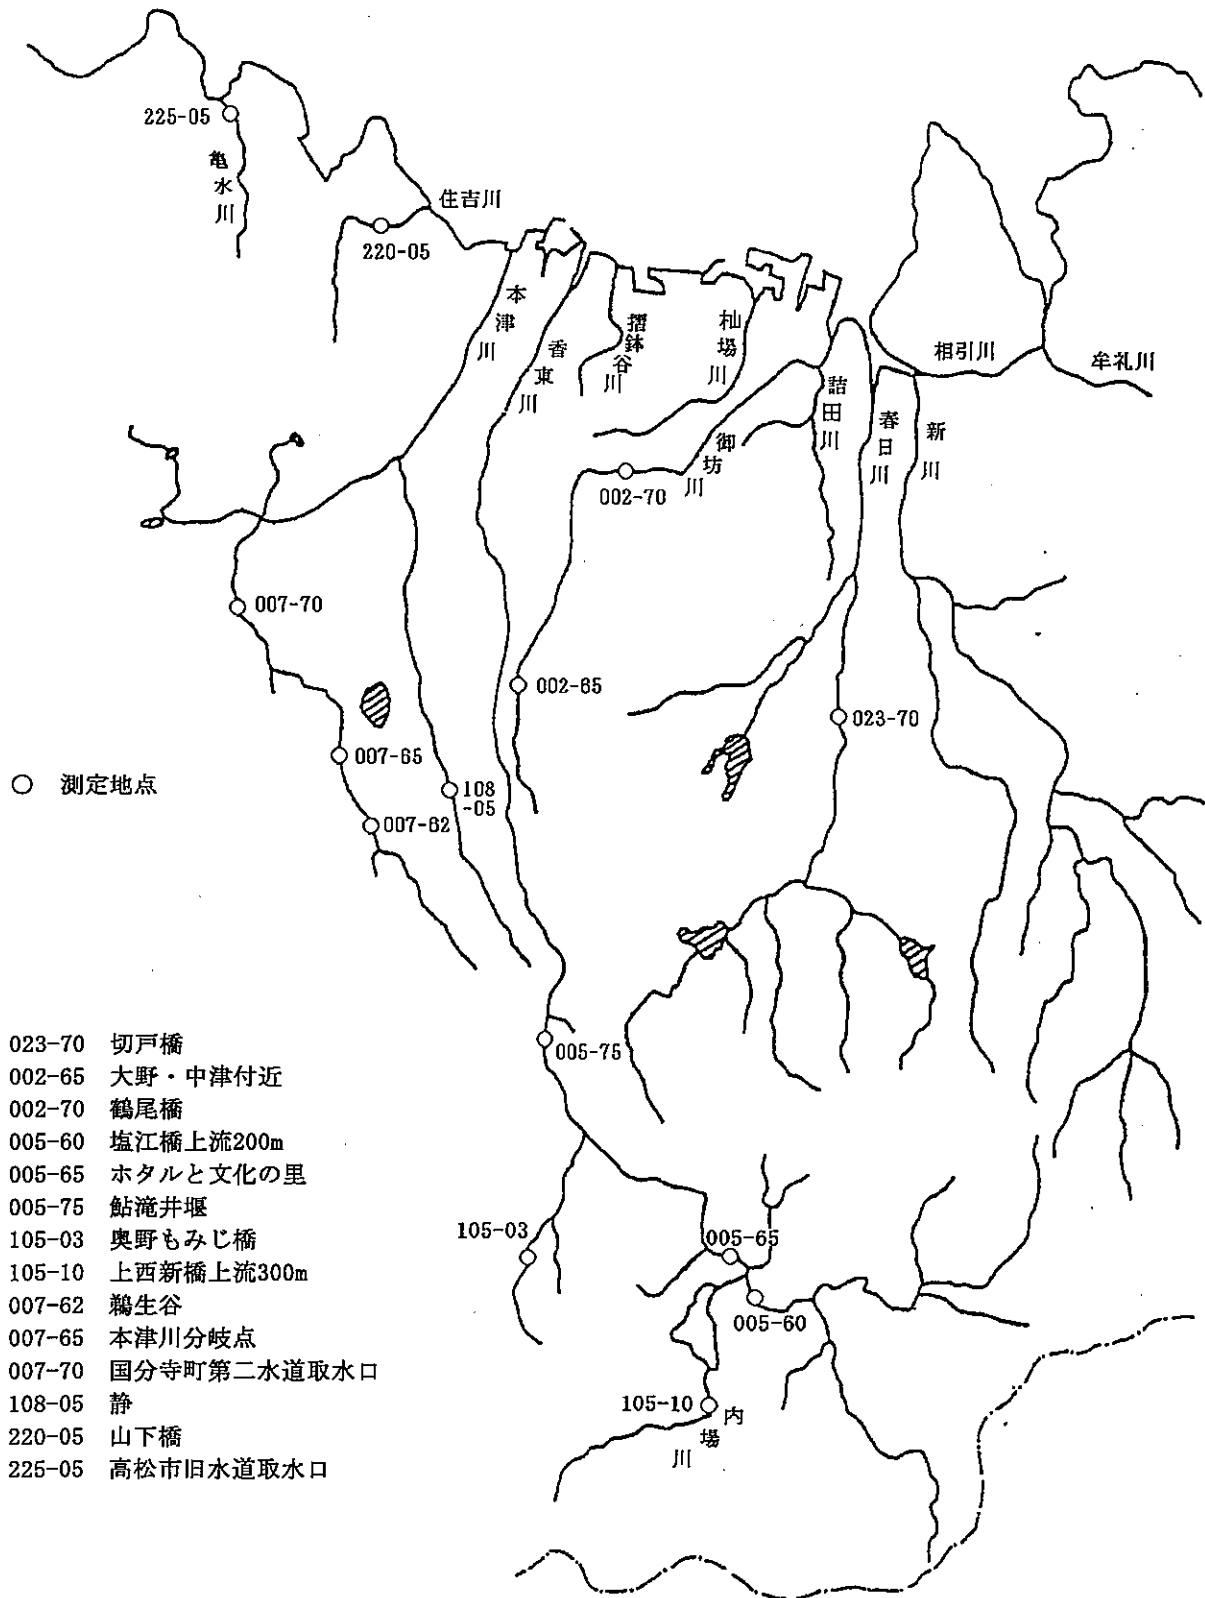 225-05
亀水川
住吉川
220-05
本津川
香東川
摺鉢谷川
杣場川
御坊川
詰田川
春日川
新川
相引川
牟礼川
002-70
007-70
002-65
023-70
007-65
108
-05
007-62
○ 測定地点
005-75
105-03
005-65
005-60
105-10
内場川
023-70 切戸橋
002-65 大野・中津付近
002-70 鶴尾橋
005-60 塩江橋上流200m
005-65 ホタルと文化の里
005-75 鮎滝井堰
105-03 奥野もみじ橋
105-10 上西新橋上流300m
007-62 鵜生谷
007-65 本津川分岐点
007-70 国分寺町第二水道取水口
108-05 静
220-05 山下橋
225-05 高松市旧水道取水口